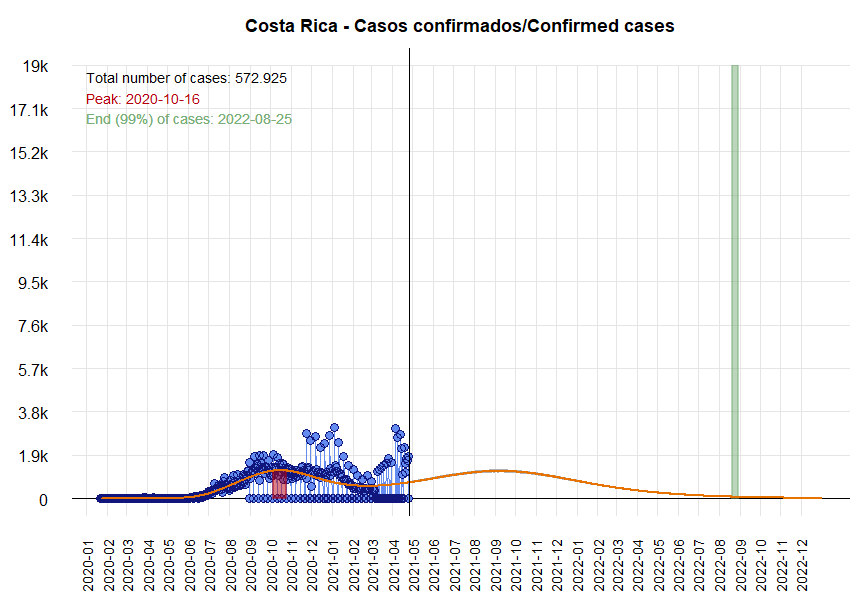 Costa Rica - Casos confirmados/Confirmed cases
19k
17.1k
15.2k
13.3k
11.4k
9.5k
7.6k
5.7k
3.8k
1.9k
0
Total number of cases: 572.925
Peak: 2020-10-16
End (99%) of cases: 2022-08-25
2020-01
2020-02
2020-03
2020-04
2020-05
2020-06
2020-07
2020-08
2020-09
2020-10
2020-11
2020-12
2021-01
2021-02
2021-03
2021-04
2021-05
2021-06
2021-07
2021-08
2021-09
2021-10
2021-11
2021-12
2022-01
2022-02
2022-03
2022-04
2022-05
2022-06
2022-07
2022-08
2022-09
2022-10
2022-11
2022-12